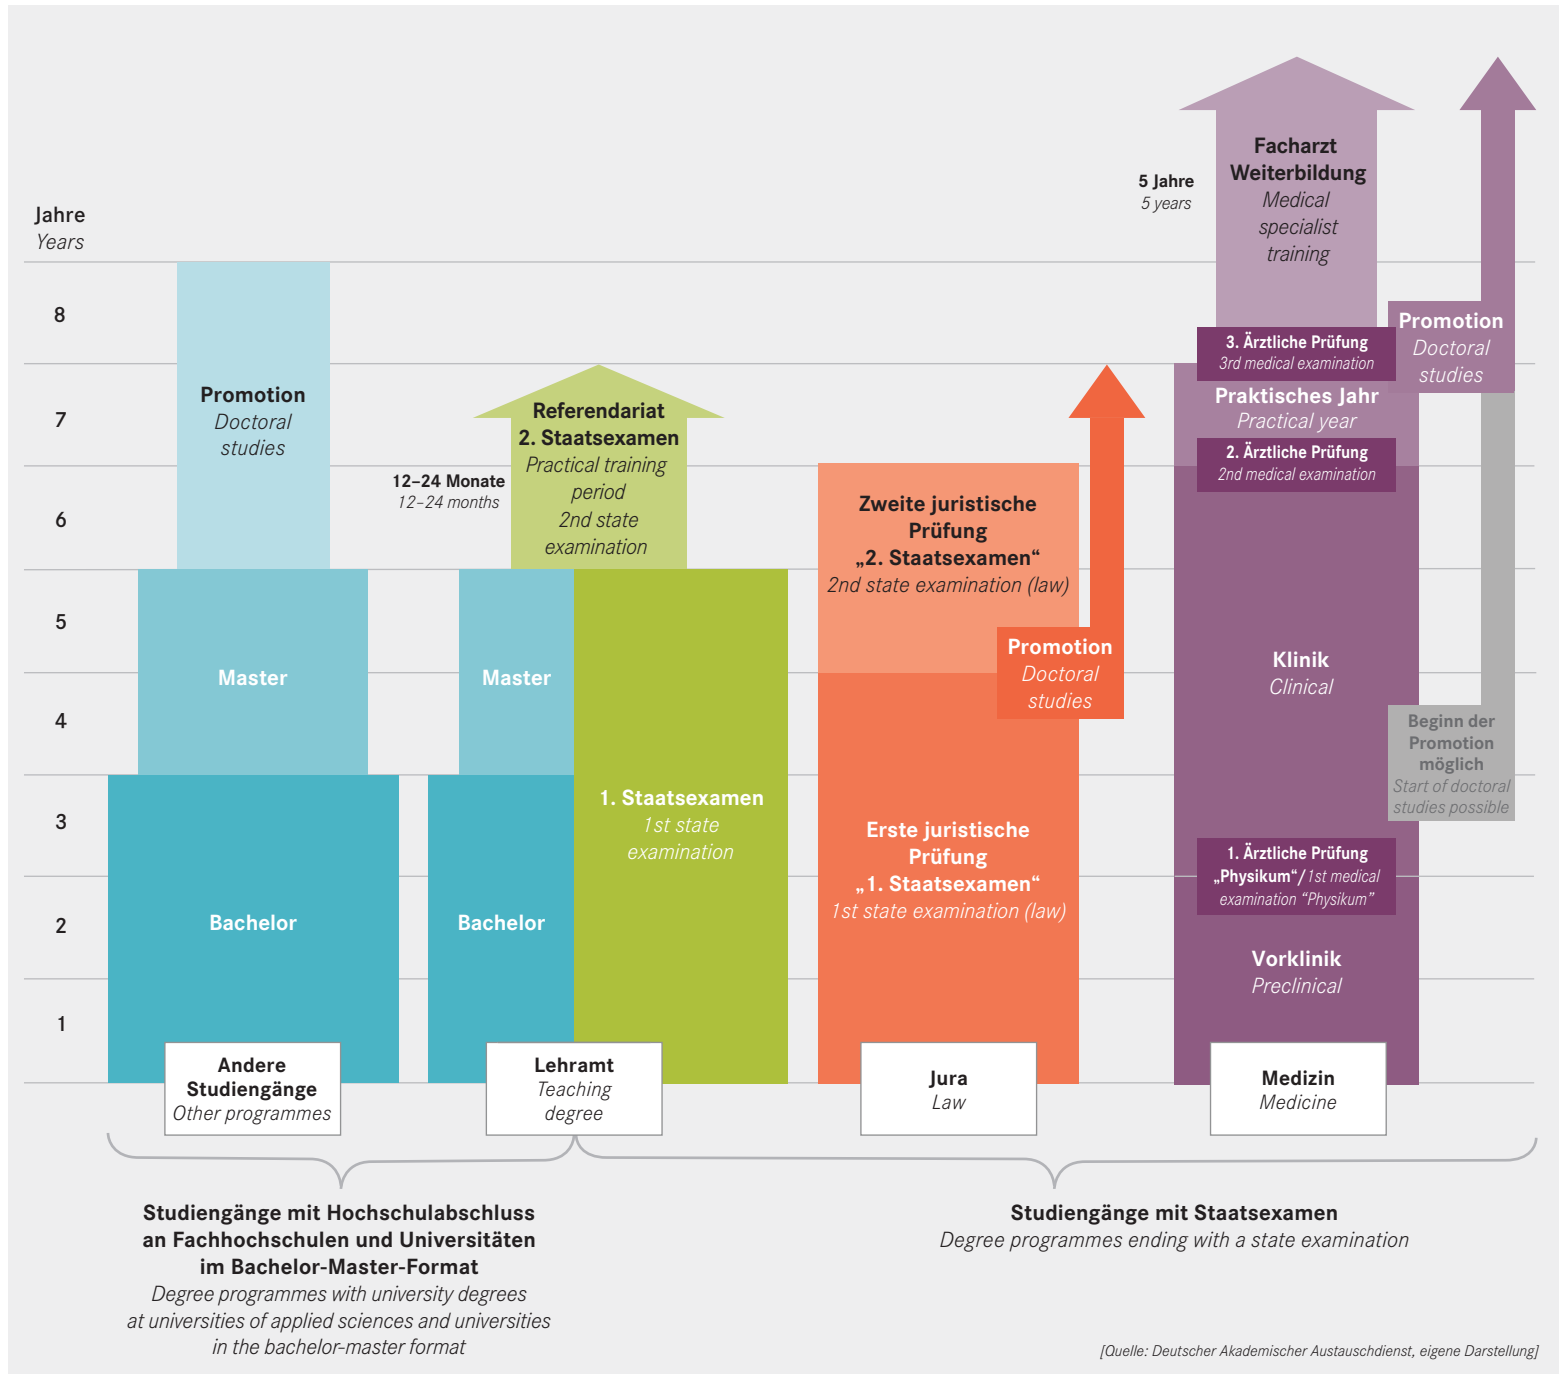 Jahre
Years
8
7
6
5
4
3
2
1
Promotion
Doctoral
studies
Master
Bachelor
Andere
Studiengänge
Other programmes
12–24 Monate
12–24 months
Referendariat
2. Staatsexamen
Practical training
period
2nd state
examination
Master
Bachelor
1. Staatsexamen
1st state
examination
Lehramt
Teaching
degree
Zweite juristische
Prüfung
„2. Staatsexamen“
2nd state examination (law)
Promotion
Doctoral
studies
Erste juristische
Prüfung
„1. Staatsexamen“
1st state examination (law)
Jura
Law
5 Jahre
5 years
Facharzt
Weiterbildung
Medical
specialist
training
3. Ärztliche Prüfung
3rd medical examination
Promotion
Doctoral
studies
Praktisches Jahr
Practical year
2. Ärztliche Prüfung
2nd medical examination
Klinik
Clinical
Beginn der
Promotion
möglich
Start of doctoral
studies possible
1. Ärztliche Prüfung
„Physikum“/1st medical
examination “Physikum”
Vorklinik
Preclinical
Medizin
Medicine
Studiengänge mit Hochschulabschluss
an Fachhochschulen und Universitäten
im Bachelor-Master-Format
Degree programmes with university degrees
at universities of applied sciences and universities
in the bachelor-master format
Studiengänge mit Staatsexamen
Degree programmes ending with a state examination
[Quelle: Deutscher Akademischer Austauschdienst, eigene Darstellung]